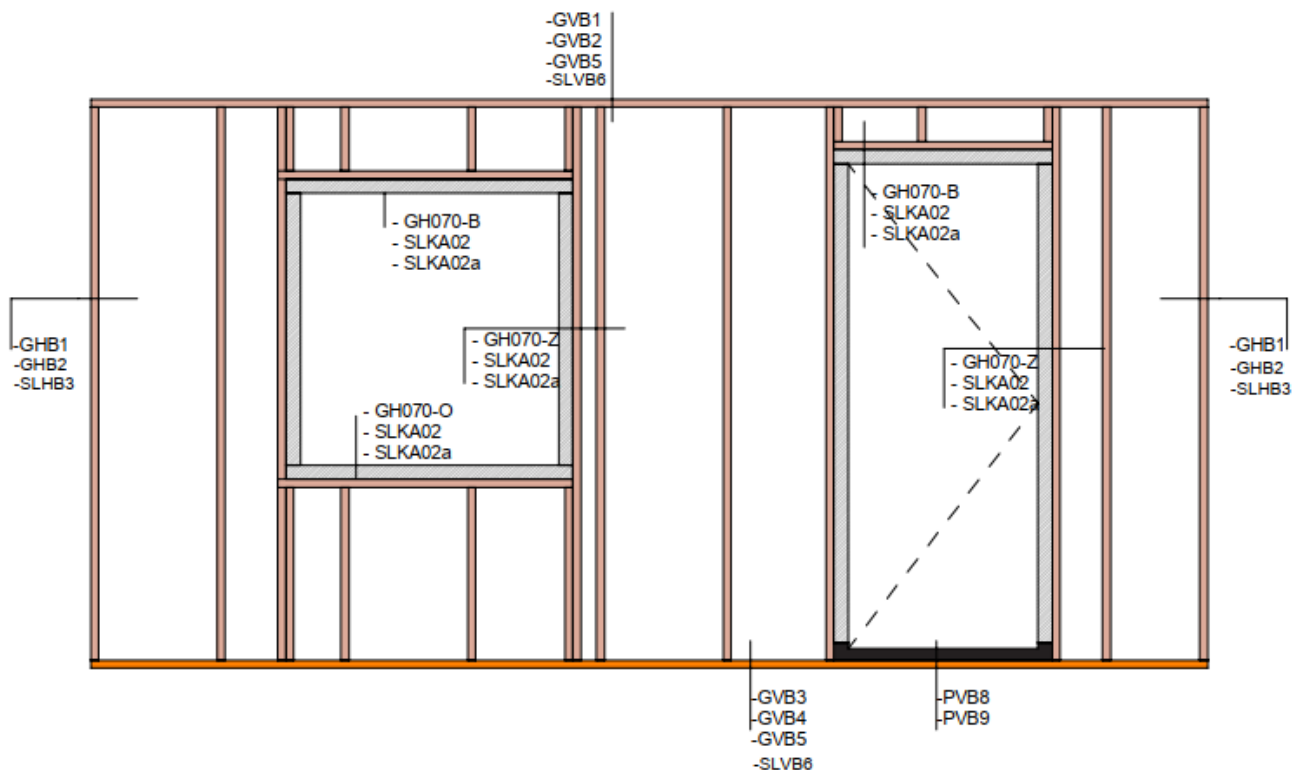 -GVB1
-GVB2
-GVB5
-SLVB6
- GH070-B
- SLKA02
- SLKA02a
- GH070-B
- SLKA02
- SLKA02a
-GHB1
-GHB2
-SLHB3
- GH070-Z
- SLKA02
- SLKA02a
- GH070-Z
- SLKA02
- SLKA02a
-GHB1
-GHB2
-SLHB3
- GH070-O
- SLKA02
- SLKA02a
-GVB3
-GVB4
-GVB5
-SLVB6
-PVB8
-PVB9